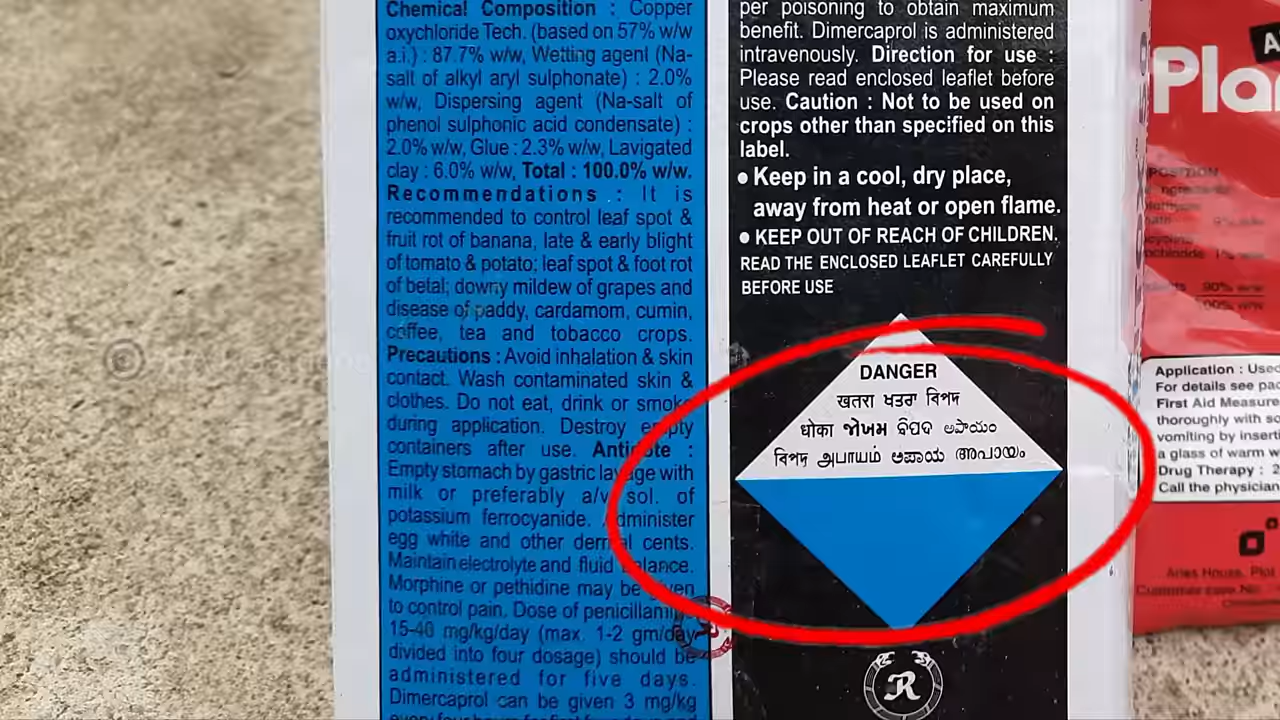 Chemical Composition : Copper
oxychloride Tech. (based on 57% w/w
a.i.) : 87.7% w/w, Wetting agent (Na-
salt of alkyl aryl sulphonate) : 2.0%
w/w, Dispersing agent (Na-salt of
phenol sulphonic acid condensate) :
2.0% w/w, Glue : 2.3% w/w, Lavigated
clay : 6.0% w/w, Total : 100.0% w/w.
Recommendations : It is
recommended to control leaf spot &
fruit rot of banana, late & early blight
of tomato & potato; leaf spot & foot rot
of betal; downy mildew of grapes and
disease of paddy, cardamom, cumin,
coffee, tea and tobacco crops.
Precautions : Avoid inhalation & skin
contact. Wash contaminated skin &
clothes. Do not eat, drink or smoke
during application. Destroy empty
containers after use. Antidote :
Empty stomach by gastric lavage with
milk or preferably a/v sol. of
potassium ferrocyanide. Administer
egg white and other dermal cents.
Maintain electrolyte and fluid balance.
Morphine or pethidine may be given
to control pain. Dose of penicillamin
15-40 mg/kg/day (max. 1-2 gm/day
divided into four dosage) should be
administered for five days.
Dimercaprol can be given 3 mg/kg
per poisoning to obtain maximum
benefit. Dimercaprol is administered
intravenously. Direction for use :
Please read enclosed leaflet before
use. Caution : Not to be used on
crops other than specified on this
label.
• Keep in a cool, dry place,
away from heat or open flame.
• KEEP OUT OF REACH OF CHILDREN.
READ THE ENCLOSED LEAFLET CAREFULLY
BEFORE USE
DANGER
खतरा ਖਤਰਾ বিপদ
धोका જોખમ ବିପଦ అపాయం
विपद् அபாயம் ಅಪಾಯ അപായം
R
Pla
90% w/w
100% w/w
Application : Used
For details see pac
First Aid Measure
thoroughly with so
vomiting by inserti
a glass of warm w
Drug Therapy : 2
Call the physician
Aries House, Plot
Customer care No.